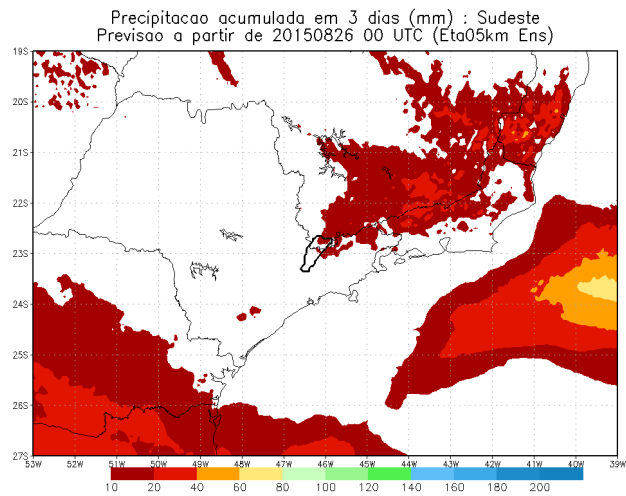 Precipitacao acumulada em 3 dias (mm) : Sudeste
Previsao a partir de 20150826 00 UTC (Eta05km Ens)
19S
20S
21S
22S
23S
24S
25S
26S
27S
53W 52W 51W 50W 49W 48W 47W 46W 45W 44W 43W 42W 41W 40W 39W
10 20 40 60 80 100 120 140 160 180 200